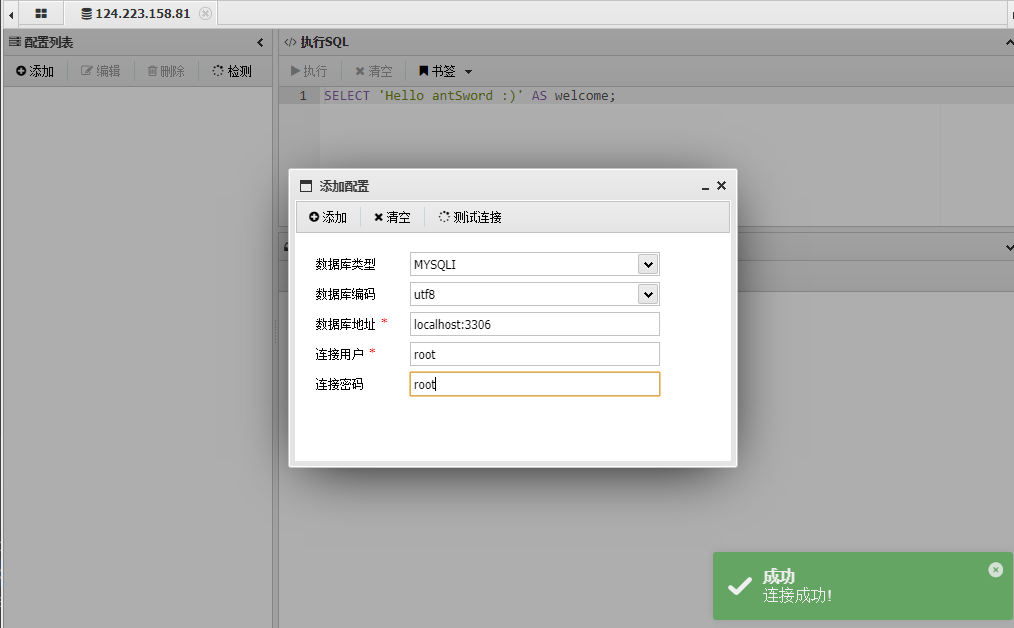 124.223.158.81
配置列表
执行SQL
添加 编辑 删除 检测
执行 清空 书签
1 SELECT 'Hello antSword :)' AS welcome;
添加配置
添加 清空 测试连接
数据库类型 MYSQLI
数据库编码 utf8
数据库地址 * localhost:3306
连接用户 * root
连接密码 root
成功
连接成功!